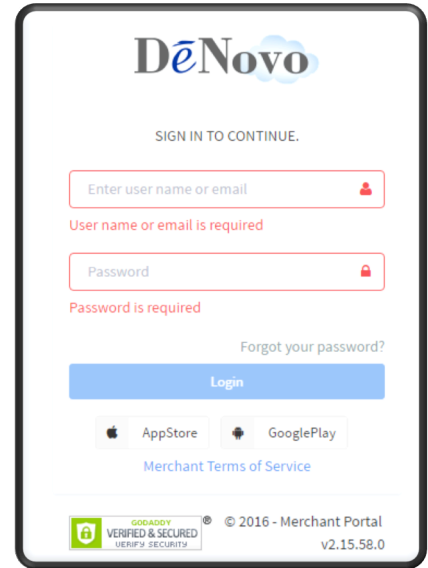 DēNovo
SIGN IN TO CONTINUE.
Enter user name or email
User name or email is required
Password
Password is required
Forgot your password?
Login
AppStore GooglePlay
Merchant Terms of Service
GODADDY
VERIFIED & SECURED
VERIFY SECURITY
®
© 2016 - Merchant Portal
v2.15.58.0